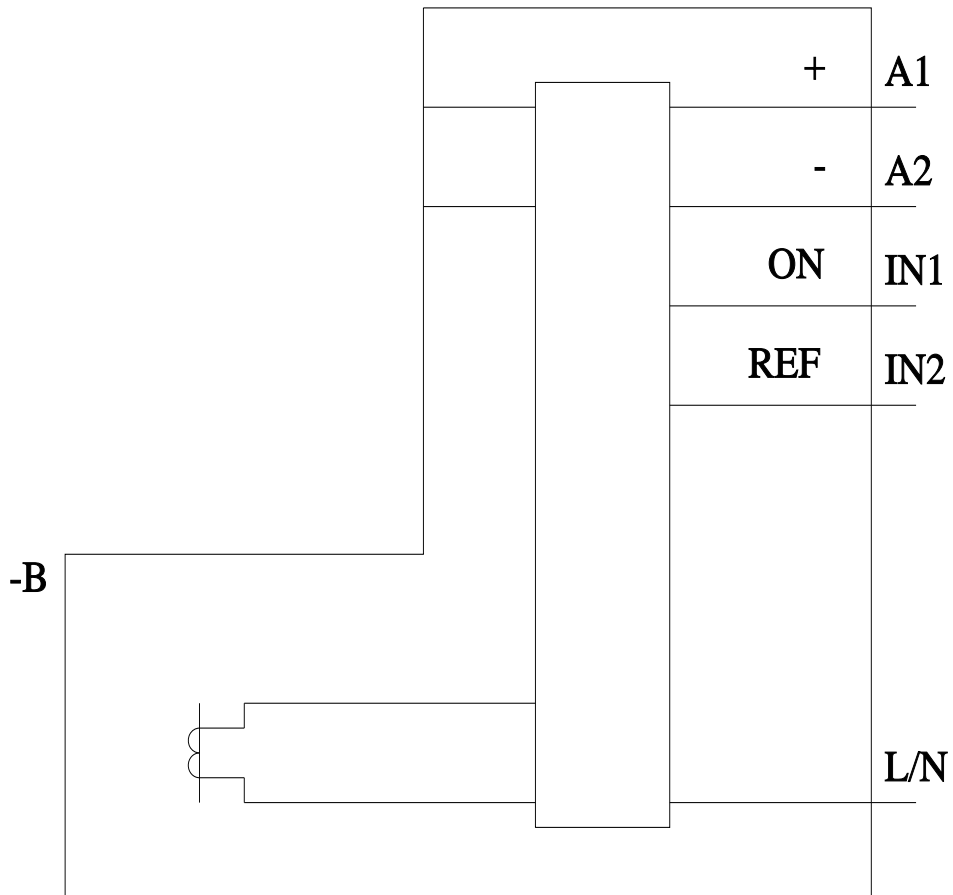 + A1
- A2
ON IN1
REF IN2
-B
L/N